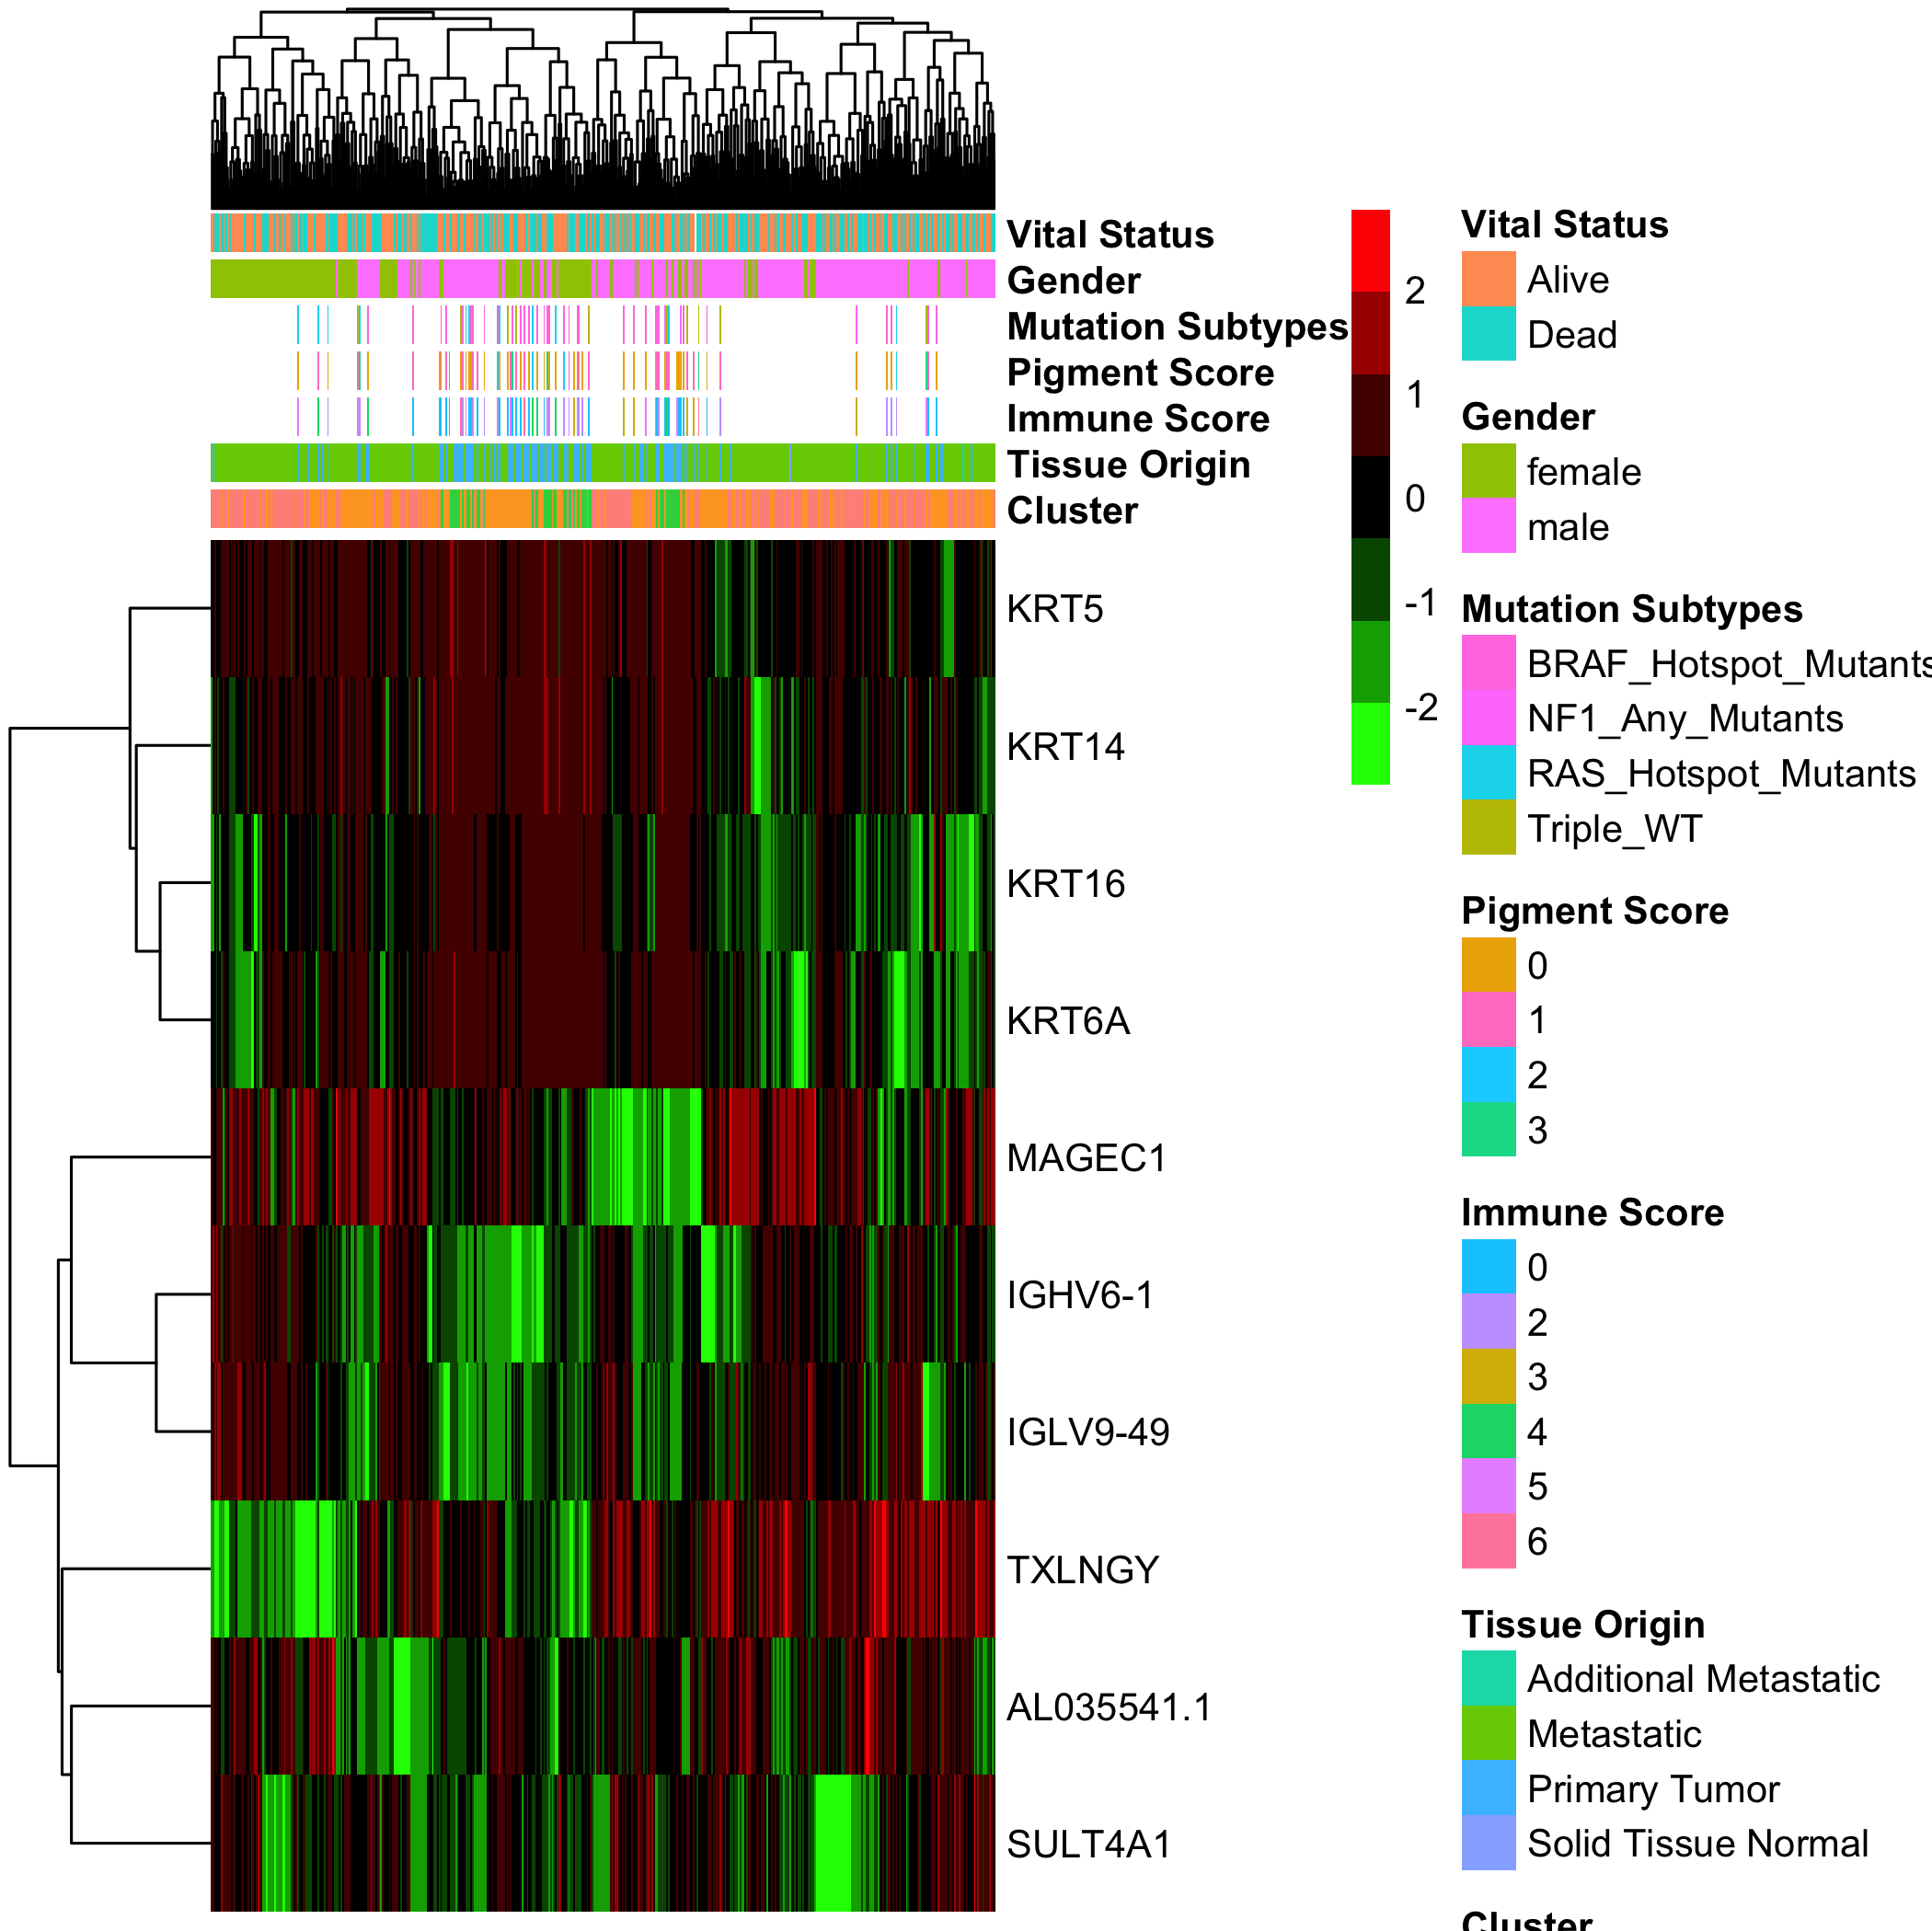 Vital Status
Gender
Mutation Subtypes
Pigment Score
Immune Score
Tissue Origin
Cluster
KRT5
KRT14
KRT16
KRT6A
MAGEC1
IGHV6-1
IGLV9-49
TXLNGY
AL035541.1
SULT4A1
2
1
0
-1
-2
Vital Status
Alive
Dead
Gender
female
male
Mutation Subtypes
BRAF_Hotspot_Mutants
NF1_Any_Mutants
RAS_Hotspot_Mutants
Triple_WT
Pigment Score
0
1
2
3
Immune Score
0
2
3
4
5
6
Tissue Origin
Additional Metastatic
Metastatic
Primary Tumor
Solid Tissue Normal
Cluster